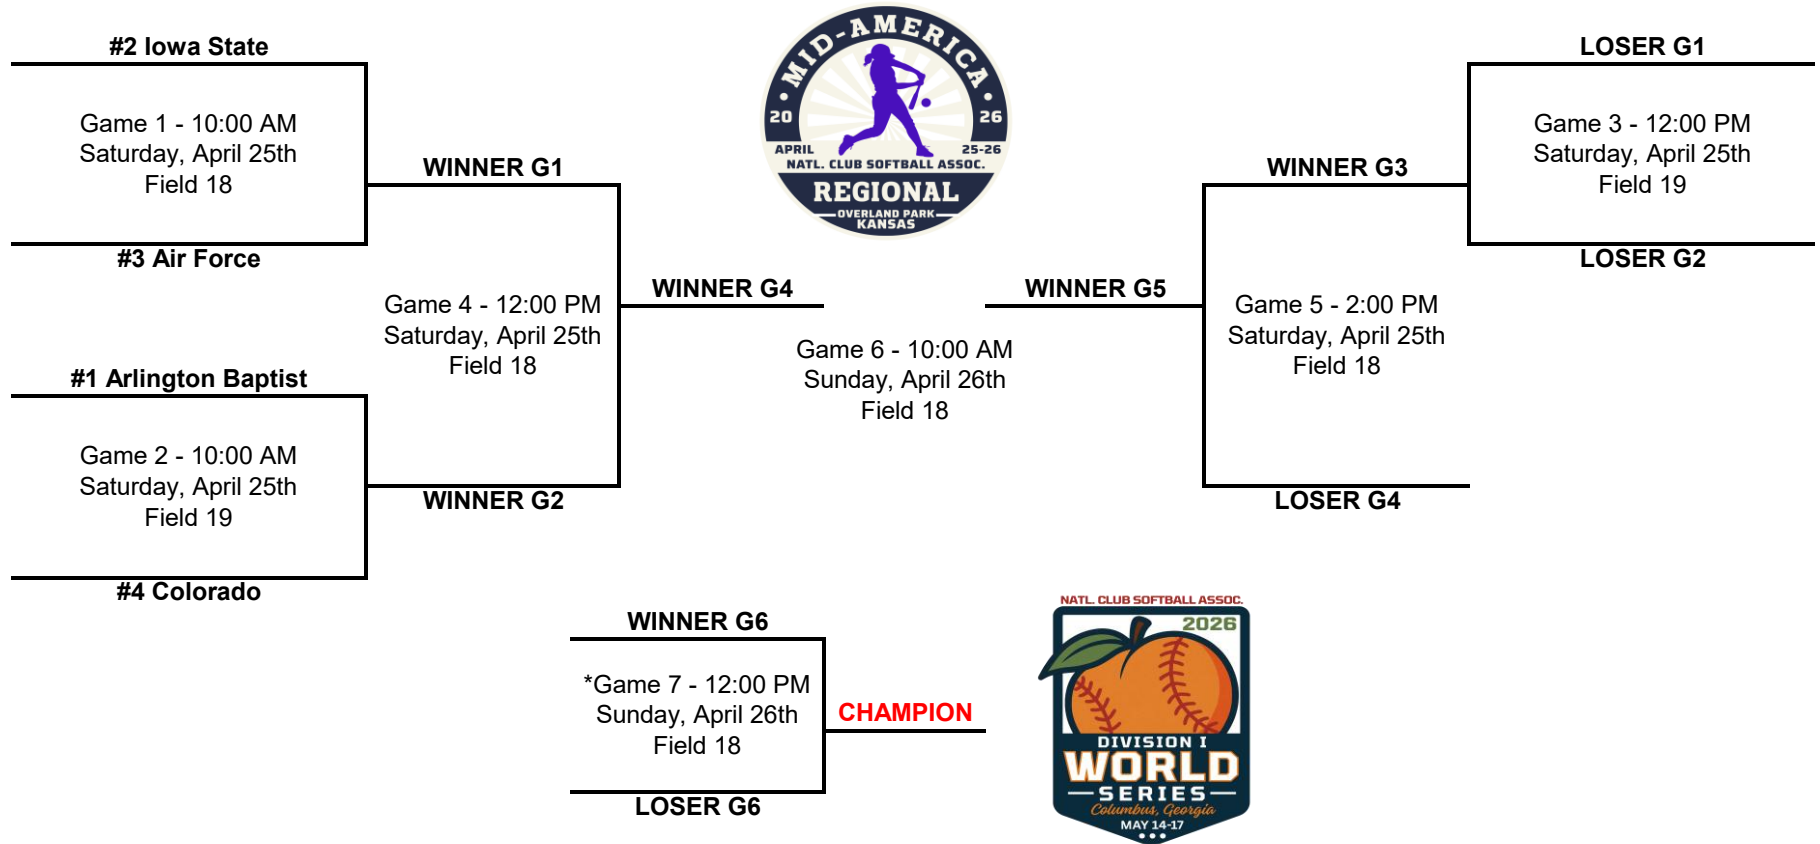 #2 Iowa State
Game 1 - 10:00 AM
Saturday, April 25th
Field 18
#3 Air Force
WINNER G1
Game 4 - 12:00 PM
Saturday, April 25th
Field 18
WINNER G2
#1 Arlington Baptist
Game 2 - 10:00 AM
Saturday, April 25th
Field 19
#4 Colorado
MID-AMERICA
20 26
APRIL 25-26
NATL. CLUB SOFTBALL ASSOC.
REGIONAL
OVERLAND PARK
KANSAS
WINNER G4
WINNER G5
Game 6 - 10:00 AM
Sunday, April 26th
Field 18
LOSER G1
Game 3 - 12:00 PM
Saturday, April 25th
Field 19
LOSER G2
WINNER G3
Game 5 - 2:00 PM
Saturday, April 25th
Field 18
LOSER G4
WINNER G6
*Game 7 - 12:00 PM
Sunday, April 26th
Field 18
LOSER G6
CHAMPION
NATL. CLUB SOFTBALL ASSOC.
2026
DIVISION I
WORLD
SERIES
Columbus, Georgia
MAY 14-17